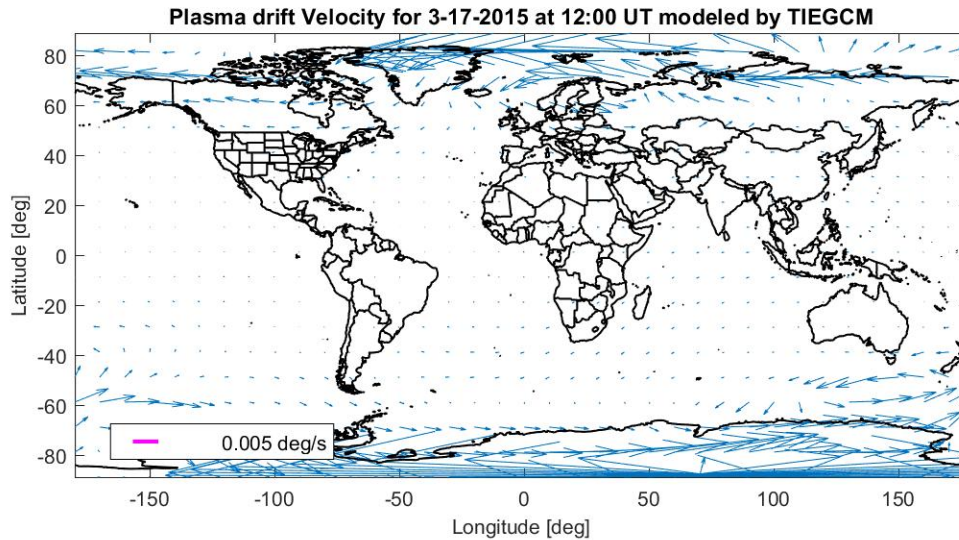 Plasma drift Velocity for 3-17-2015 at 12:00 UT modeled by TIEGCM
80
60
40
20
0
-20
-40
-60
-80
Latitude [deg]
0.005 deg/s
-150 -100 -50 0 50 100 150
Longitude [deg]